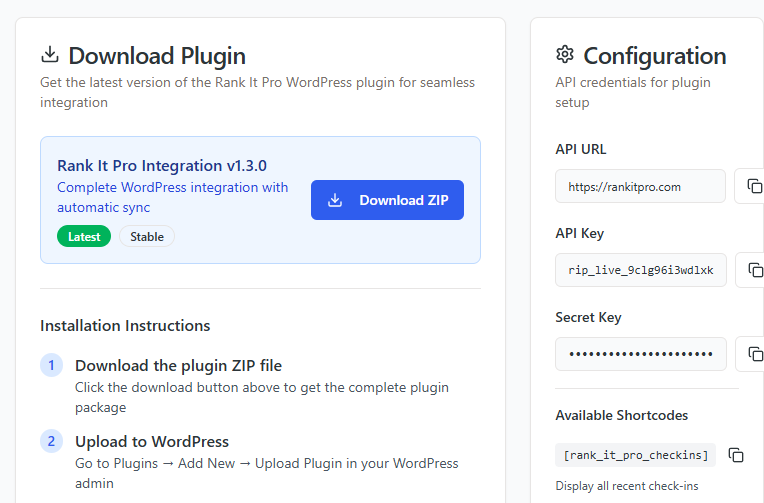 Download Plugin
Get the latest version of the Rank It Pro WordPress plugin for seamless
integration
Rank It Pro Integration v1.3.0
Complete WordPress integration with
automatic sync
Latest
Stable
Download ZIP
Installation Instructions
1
Download the plugin ZIP file
Click the download button above to get the complete plugin
package
2
Upload to WordPress
Go to Plugins → Add New → Upload Plugin in your WordPress
admin
Configuration
API credentials for plugin
setup
API URL
https://rankitpro.com
API Key
rip_live_9clg96i3wdlxk
Secret Key
••••••••••••••••••••••
Available Shortcodes
[rank_it_pro_checkins]
Display all recent check-ins